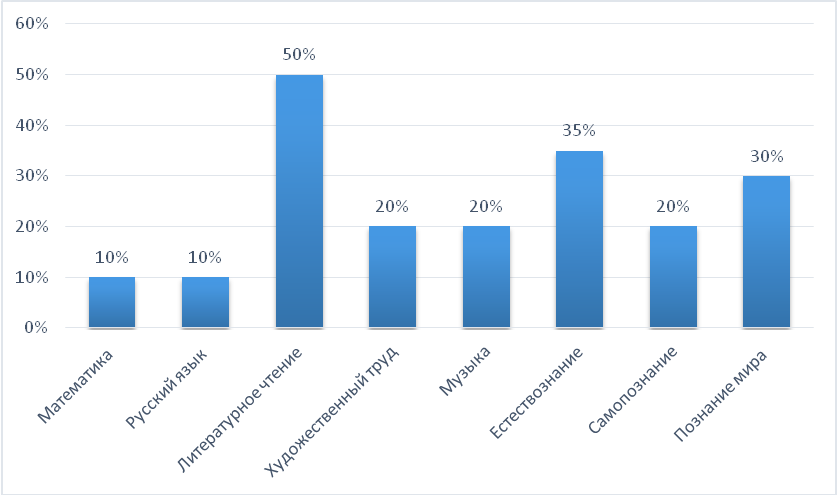 60%
50%
40%
30%
20%
10%
0%
10%
10%
50%
20%
20%
35%
20%
30%
Математика
Русский язык
Литературное чтение
Художественный труд
Музыка
Естествознание
Самопознание
Познание мира